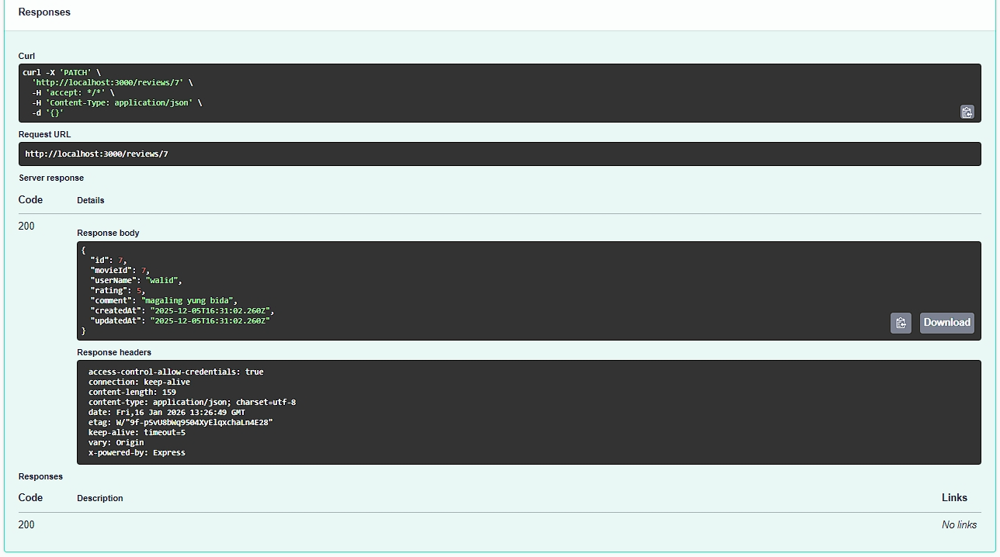 Responses
Curl
curl -X 'PATCH' \
'http://localhost:3000/reviews/7' \
-H 'accept: */*' \
-H 'Content-Type: application/json' \
-d '{}'
Request URL
http://localhost:3000/reviews/7
Server response
Code Details
200
Response body
{
"id": 7,
"movieId": 7,
"userName": "walid",
"rating": 5,
"comment": "magaling yung bida",
"createdAt": "2025-12-05T16:31:02.260Z",
"updatedAt": "2025-12-05T16:31:02.260Z"
}
Download
Response headers
access-control-allow-credentials: true
connection: keep-alive
content-length: 159
content-type: application/json; charset=utf-8
date: Fri,16 Jan 2026 13:26:49 GMT
etag: W/"9f-pSvU8bWq9504XyElqxchaLn4E28"
keep-alive: timeout=5
vary: Origin
x-powered-by: Express
Responses
Code Description Links
200 No links